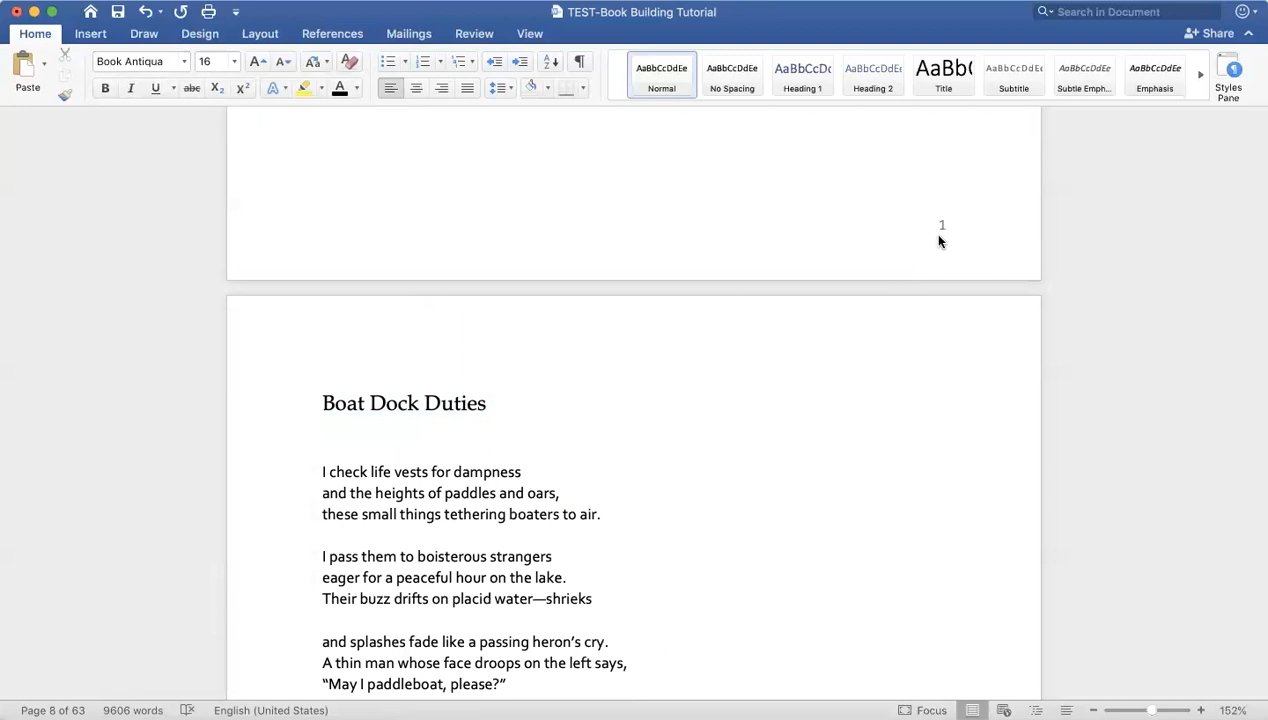 TEST-Book Building Tutorial
Search in Document
Home Insert Draw Design Layout References Mailings Review View Share
Paste
Book Antiqua 16
AaBbCcDdEe Normal
AaBbCcDdEe No Spacing
AaBbCcDc Heading 1
AaBbCcDdEe Heading 2
AaBb( Title
AaBbCcDdEe Subtitle
AaBbCcDdEe Subtle Emph...
AaBbCcDdEe Emphasis
Styles Pane
1
Boat Dock Duties
I check life vests for dampness
and the heights of paddles and oars,
these small things tethering boaters to air.
I pass them to boisterous strangers
eager for a peaceful hour on the lake.
Their buzz drifts on placid water—shrieks
and splashes fade like a passing heron’s cry.
A thin man whose face droops on the left says,
“May I paddleboat, please?”
Page 8 of 63 9606 words English (United States) Focus 152%